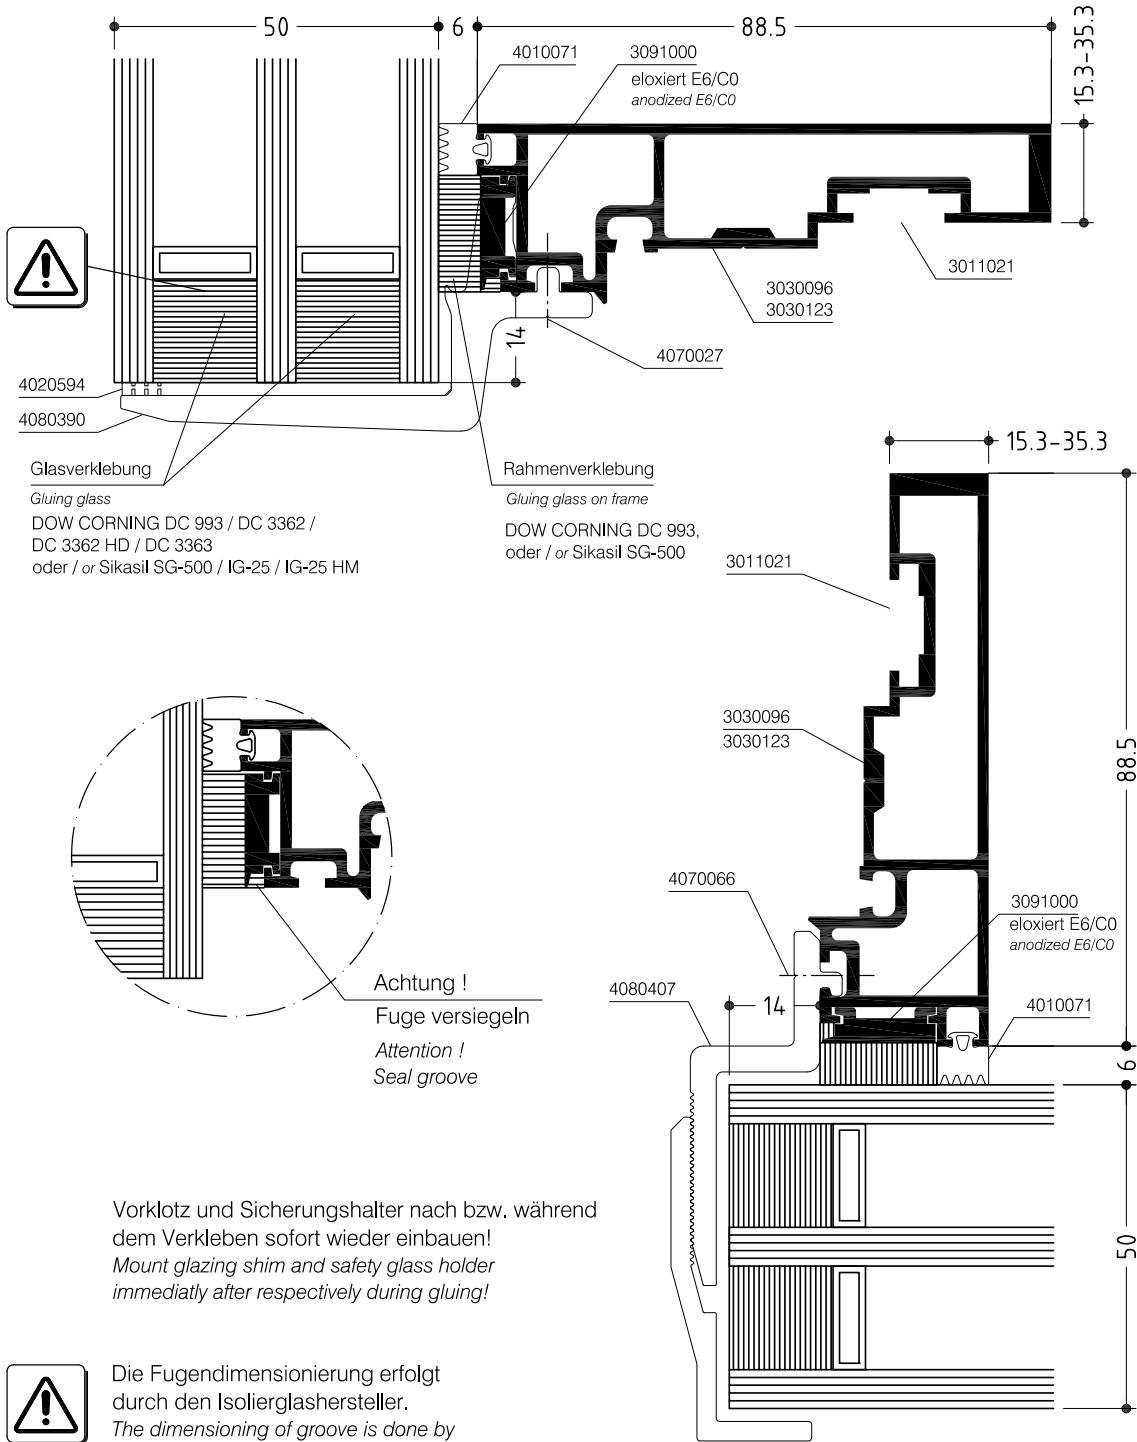 50
6
88.5
15.3-35.3
4010071
3091000
eloxiert E6/C0
anodized E6/C0
3011021
3030096
3030123
14
4070027
4020594
4080390
Glasverklebung
Gluing glass
DOW CORNING DC 993 / DC 3362 /
DC 3362 HD / DC 3363
oder / or Sikasil SG-500 / IG-25 / IG-25 HM
Rahmenverklebung
Gluing glass on frame
DOW CORNING DC 993,
oder / or Sikasil SG-500
15.3-35.3
3011021
3030096
3030123
88.5
4070066
3091000
eloxiert E6/C0
anodized E6/C0
4080407
14
4010071
6
50
Achtung !
Fuge versiegeln
Attention !
Seal groove
Vorklotz und Sicherungshalter nach bzw. während
dem Verkleben sofort wieder einbauen!
Mount glazing shim and safety glass holder
immediatly after respectively during gluing!
Die Fugendimensionierung erfolgt
durch den Isolierglashersteller.
The dimensioning of groove is done by